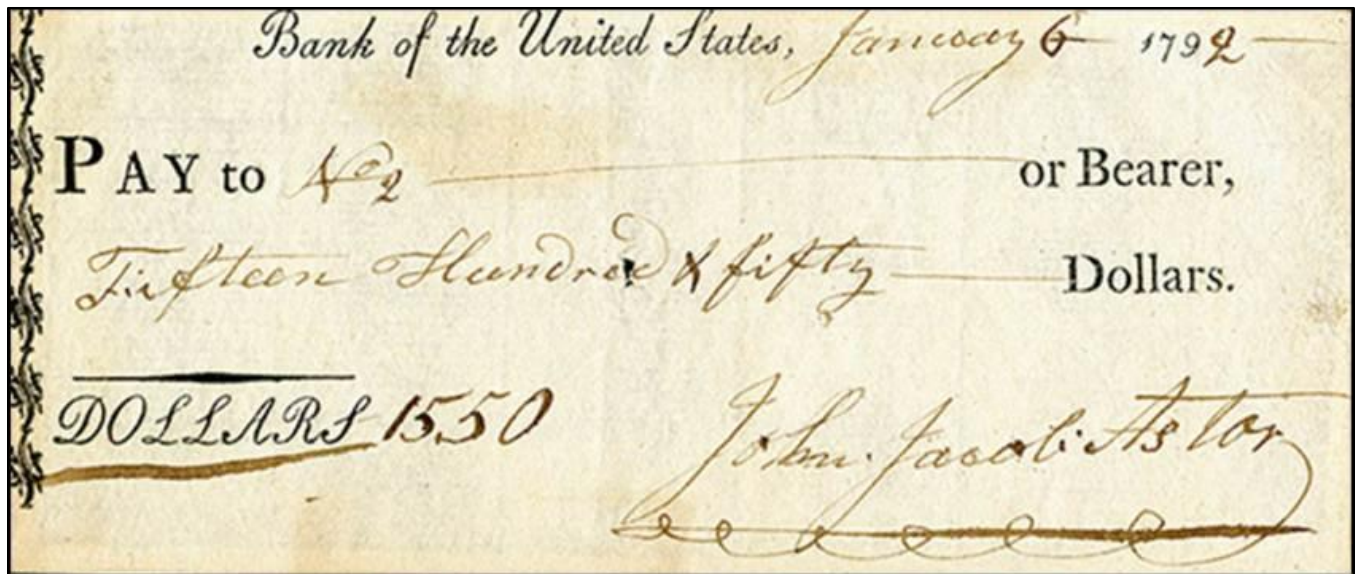 Bank of the United States, January 6 1792
PAY to No 2 or Bearer,
Fifteen Hundred & fifty Dollars.
DOLLARS 1550
John Jacob Astor